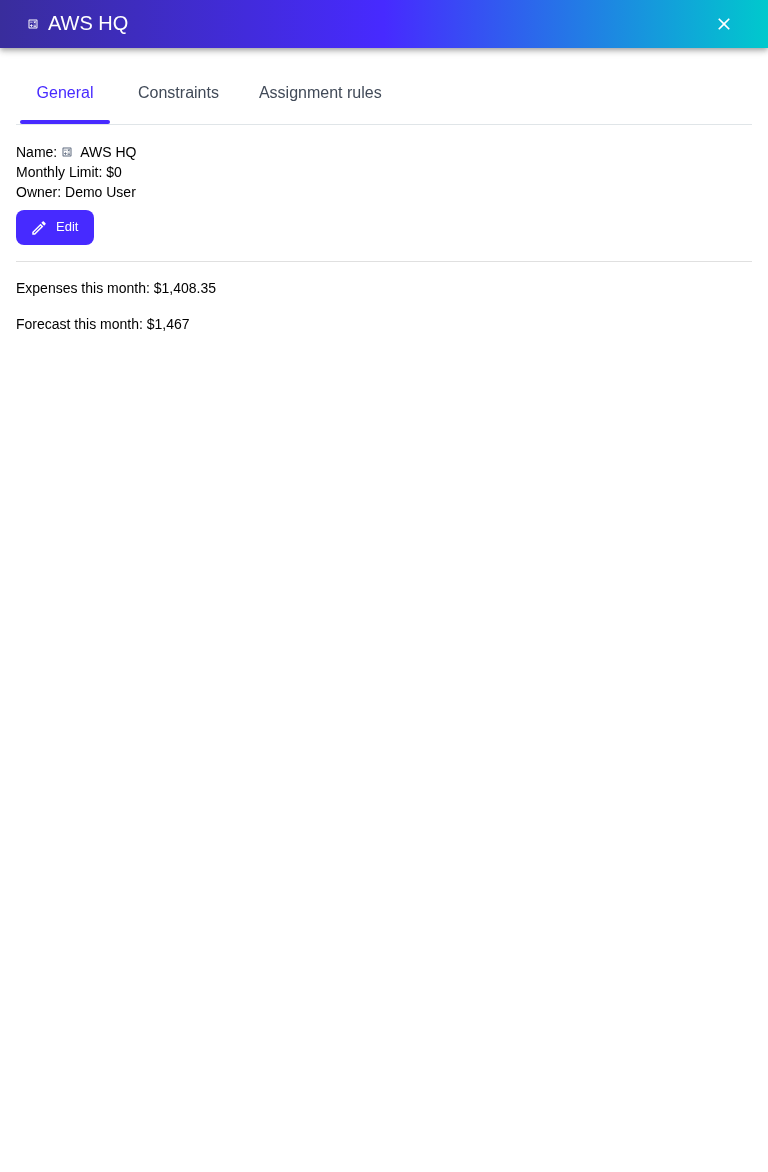 AWS HQ
General Constraints Assignment rules
Name: AWS HQ
Monthly Limit: $0
Owner: Demo User
Edit
Expenses this month: $1,408.35
Forecast this month: $1,467